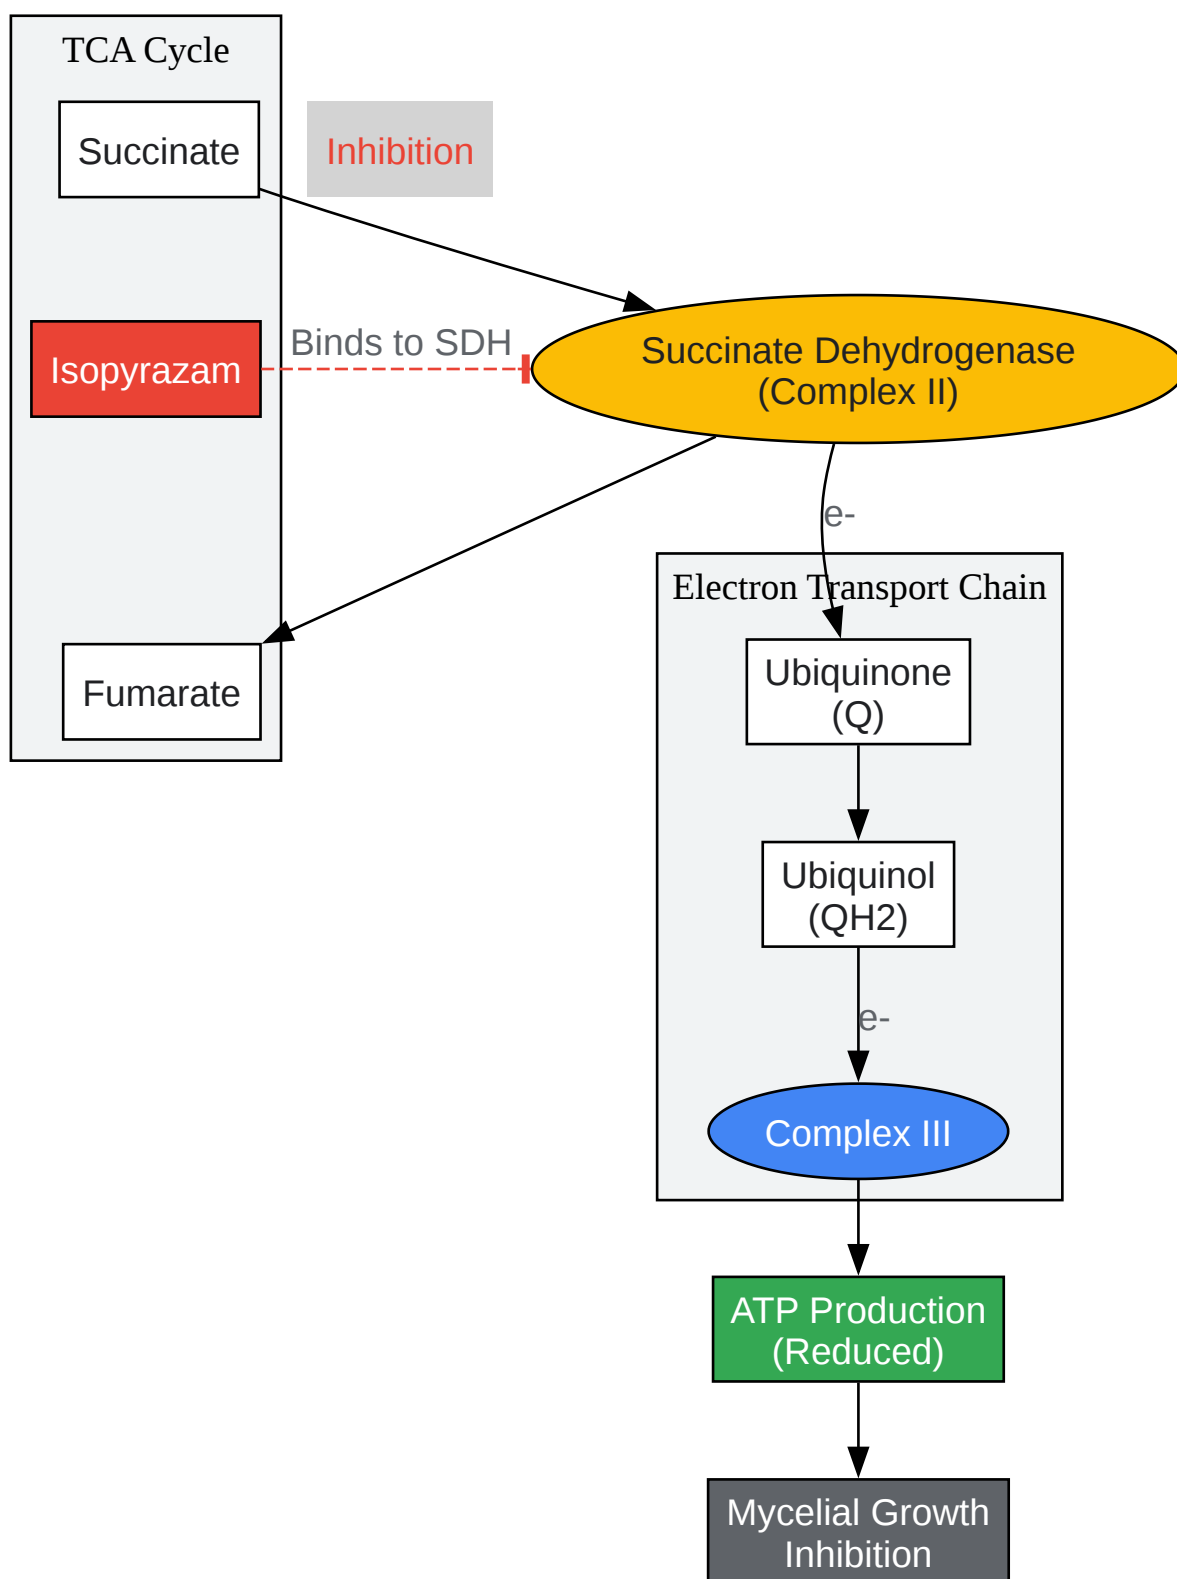 TCA Cycle
Succinate
Inhibition
Isopyrazam
Binds to SDH
Succinate Dehydrogenase
(Complex II)
e-
Electron Transport Chain
Fumarate
Ubiquinone
(Q)
Ubiquinol
(QH2)
e-
Complex III
ATP Production
(Reduced)
Mycelial Growth
Inhibition